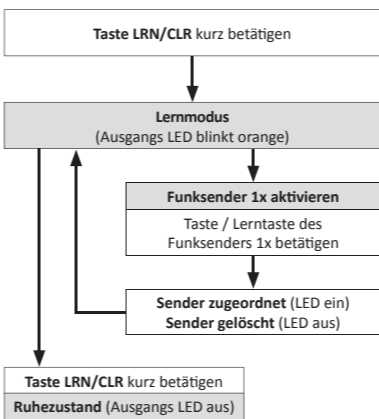 Taste LRN/CLR kurz betätigen
Lernmodus
(Ausgangs LED blinkt orange)
Funksender 1x aktivieren
Taste / Lerntaste des
Funksenders 1x betätigen
Sender zugeordnet (LED ein)
Sender gelöscht (LED aus)
Taste LRN/CLR kurz betätigen
Ruhezustand (Ausgangs LED aus)